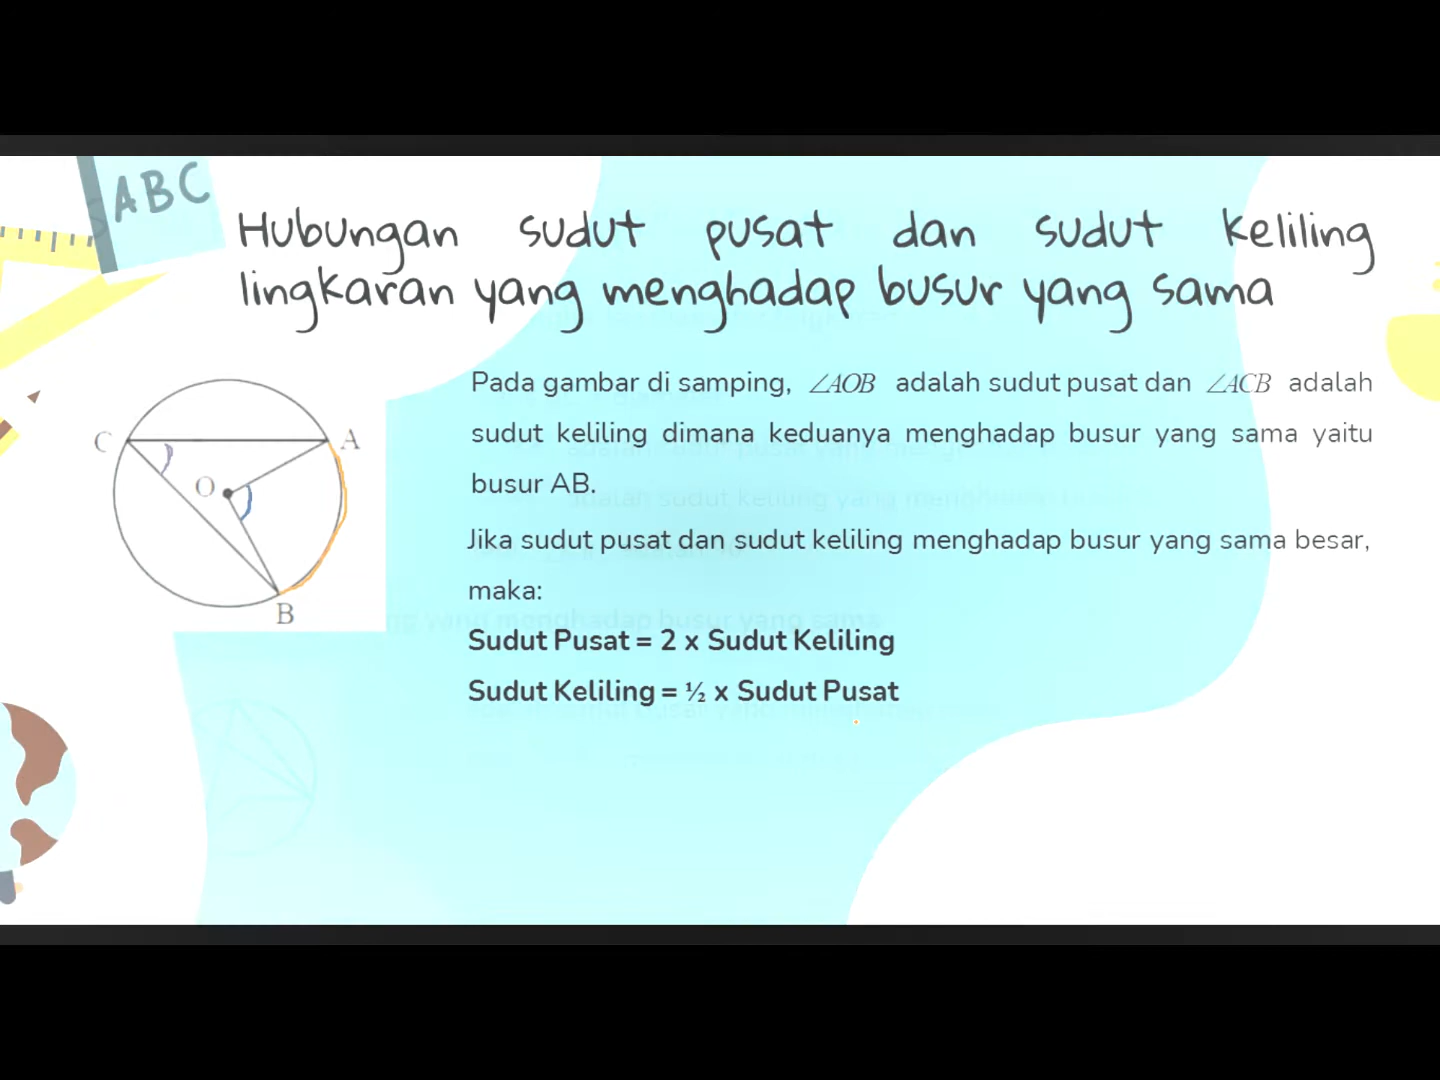 ABC
Hubungan sudut pusat dan sudut keliling
lingkaran yang menghadap busur yang sama
Pada gambar di samping, ∠AOB adalah sudut pusat dan ∠ACB adalah
sudut keliling dimana keduanya menghadap busur yang sama yaitu
busur AB.
Jika sudut pusat dan sudut keliling menghadap busur yang sama besar,
maka:
Sudut Pusat = 2 x Sudut Keliling
Sudut Keliling = ½ x Sudut Pusat
C
A
O
B